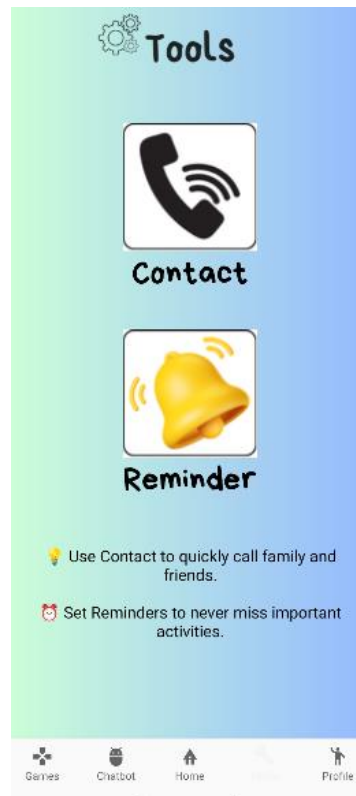 Tools
Contact
Reminder
💡 Use Contact to quickly call family and
friends.
⏰ Set Reminders to never miss important
activities.
Games Chatbot Home Profile